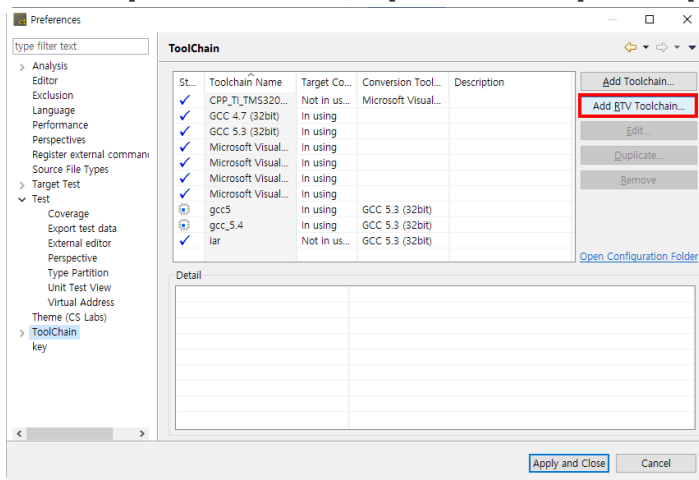 Preferences
type filter text
Analysis
Editor
Exclusion
Language
Performance
Perspectives
Register external comman
Source File Types
Target Test
Test
Coverage
Export test data
External editor
Perspective
Type Partition
Unit Test View
Virtual Address
Theme (CS Labs)
ToolChain
key
ToolChain
St... Toolchain Name Target Co... Conversion Tool... Description
CPP_TI_TMS320... Not in us... Microsoft Visual...
GCC 4.7 (32bit) In using
GCC 5.3 (32bit) In using
Microsoft Visual... In using
Microsoft Visual... In using
Microsoft Visual... In using
gcc5 In using GCC 5.3 (32bit)
gcc_5.4 In using GCC 5.3 (32bit)
iar Not in us... GCC 5.3 (32bit)
Add Toolchain...
Add RTV Toolchain...
Edit...
Duplicate...
Remove
Open Configuration Folder
Detail
Apply and Close
Cancel